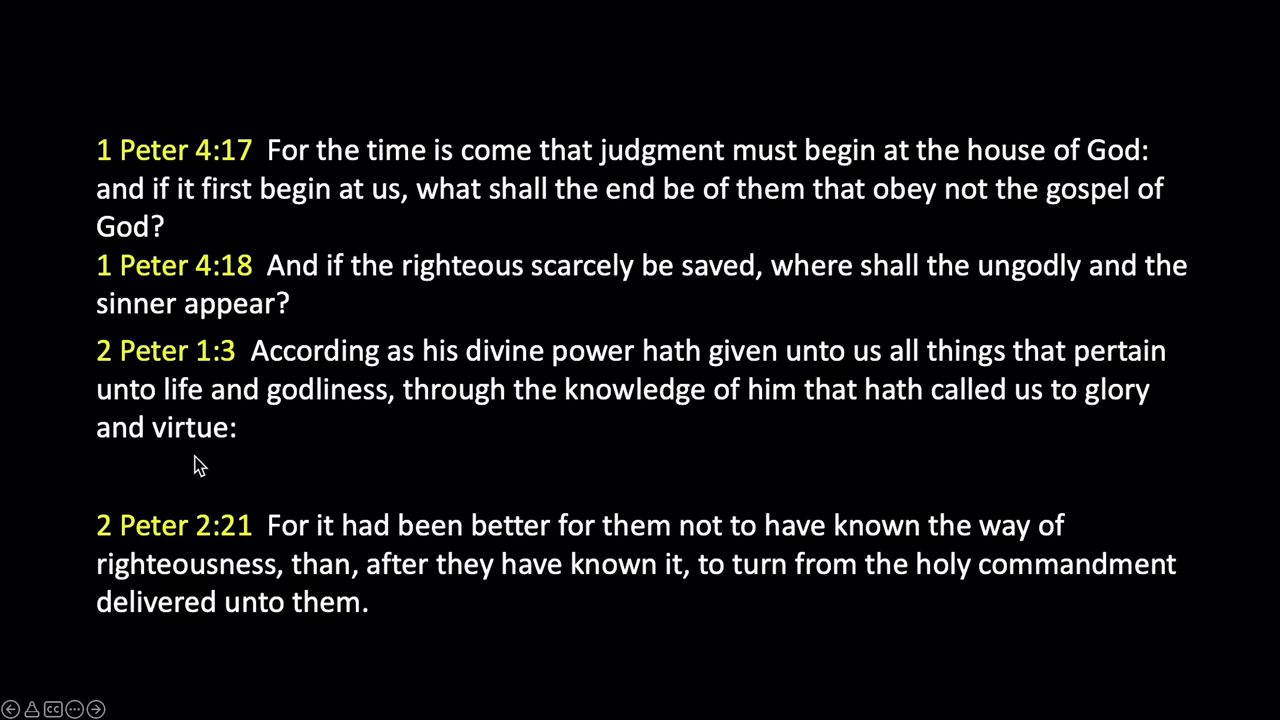 1 Peter 4:17  For the time is come that judgment must begin at the house of God:
and if it first begin at us, what shall the end be of them that obey not the gospel of
God?
1 Peter 4:18  And if the righteous scarcely be saved, where shall the ungodly and the
sinner appear?
2 Peter 1:3  According as his divine power hath given unto us all things that pertain
unto life and godliness, through the knowledge of him that hath called us to glory
and virtue:
2 Peter 2:21  For it had been better for them not to have known the way of
righteousness, than, after they have known it, to turn from the holy commandment
delivered unto them.
CC